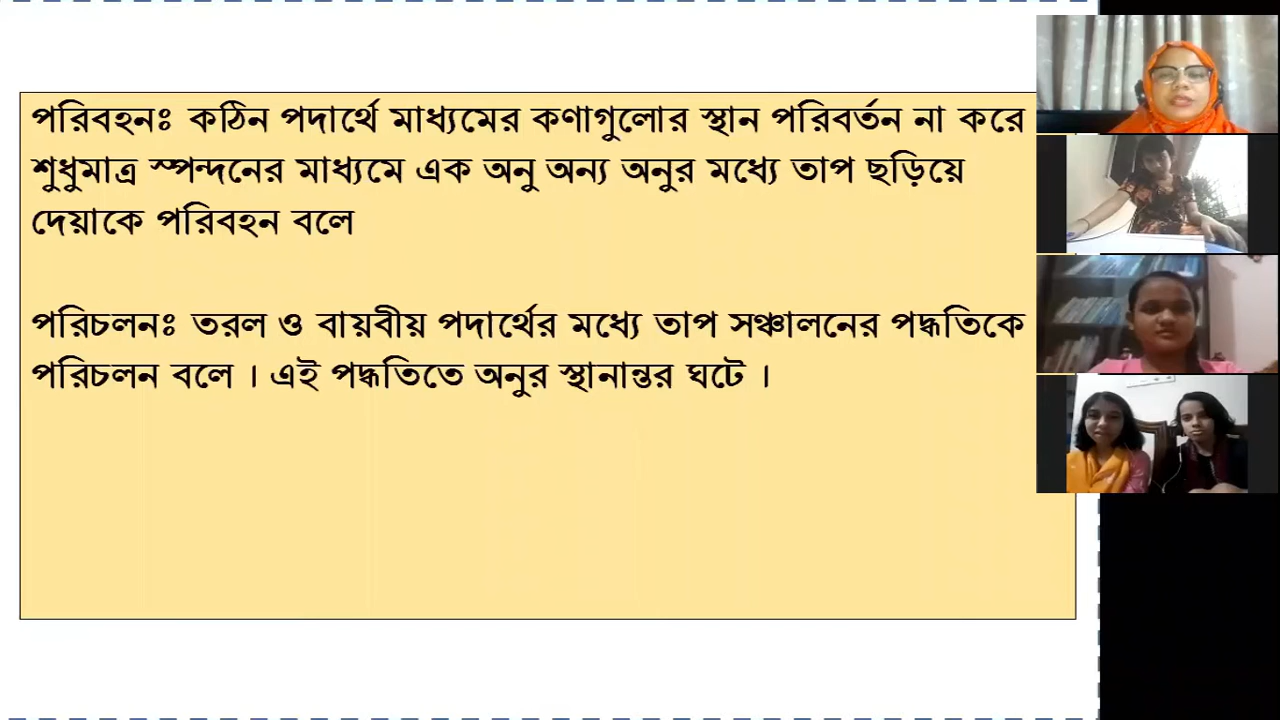 পরিবহনঃ কঠিন পদার্থে মাধ্যমের কণাগুলোর স্থান পরিবর্তন না করে
শুধুমাত্র স্পন্দনের মাধ্যমে এক অনু অন্য অনুর মধ্যে তাপ ছড়িয়ে
দেয়াকে পরিবহন বলে
পরিচলনঃ তরল ও বায়বীয় পদার্থের মধ্যে তাপ সঞ্চালনের পদ্ধতিকে
পরিচলন বলে । এই পদ্ধতিতে অনুর স্থানান্তর ঘটে ।